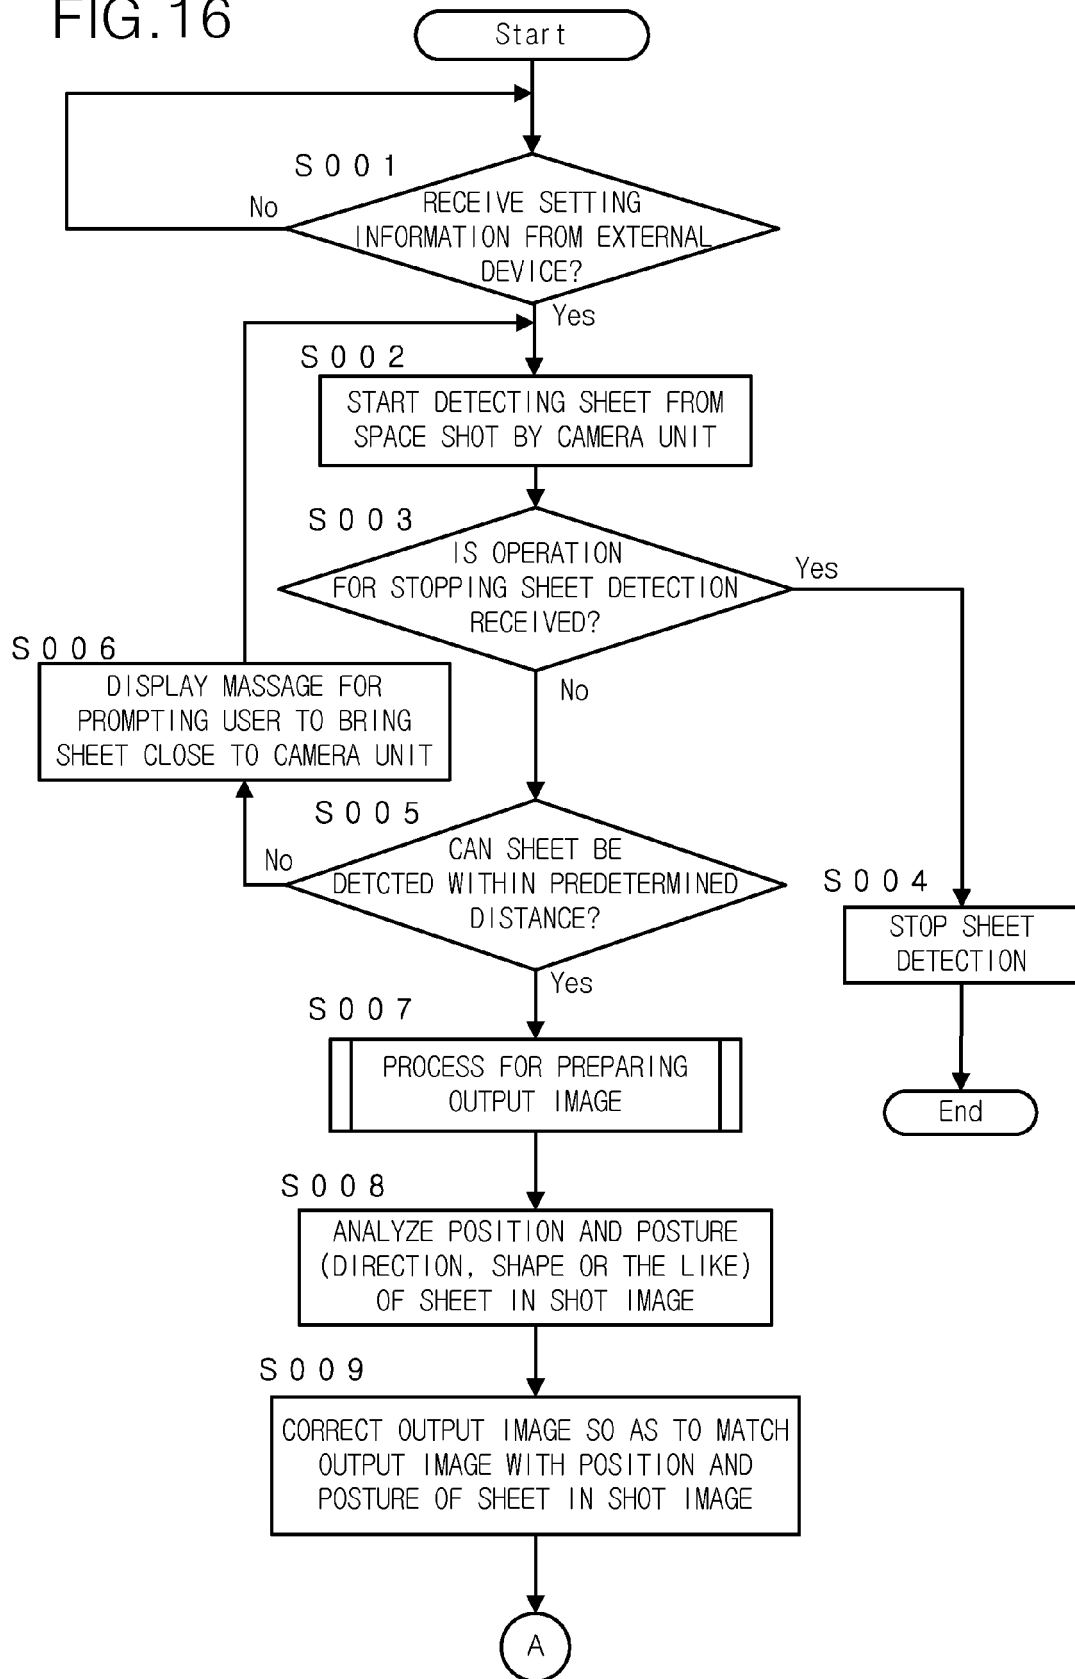 FIG.16
Start
S001
RECEIVE SETTING
INFORMATION FROM EXTERNAL
DEVICE?
No
Yes
S002
START DETECTING SHEET FROM
SPACE SHOT BY CAMERA UNIT
S003
IS OPERATION
FOR STOPPING SHEET DETECTION
RECEIVED?
Yes
No
S006
DISPLAY MASSAGE FOR
PROMPTING USER TO BRING
SHEET CLOSE TO CAMERA UNIT
S005
CAN SHEET BE
DETCTED WITHIN PREDETERMINED
DISTANCE?
No
Yes
S004
STOP SHEET
DETECTION
End
S007
PROCESS FOR PREPARING
OUTPUT IMAGE
S008
ANALYZE POSITION AND POSTURE
(DIRECTION, SHAPE OR THE LIKE)
OF SHEET IN SHOT IMAGE
S009
CORRECT OUTPUT IMAGE SO AS TO MATCH
OUTPUT IMAGE WITH POSITION AND
POSTURE OF SHEET IN SHOT IMAGE
A